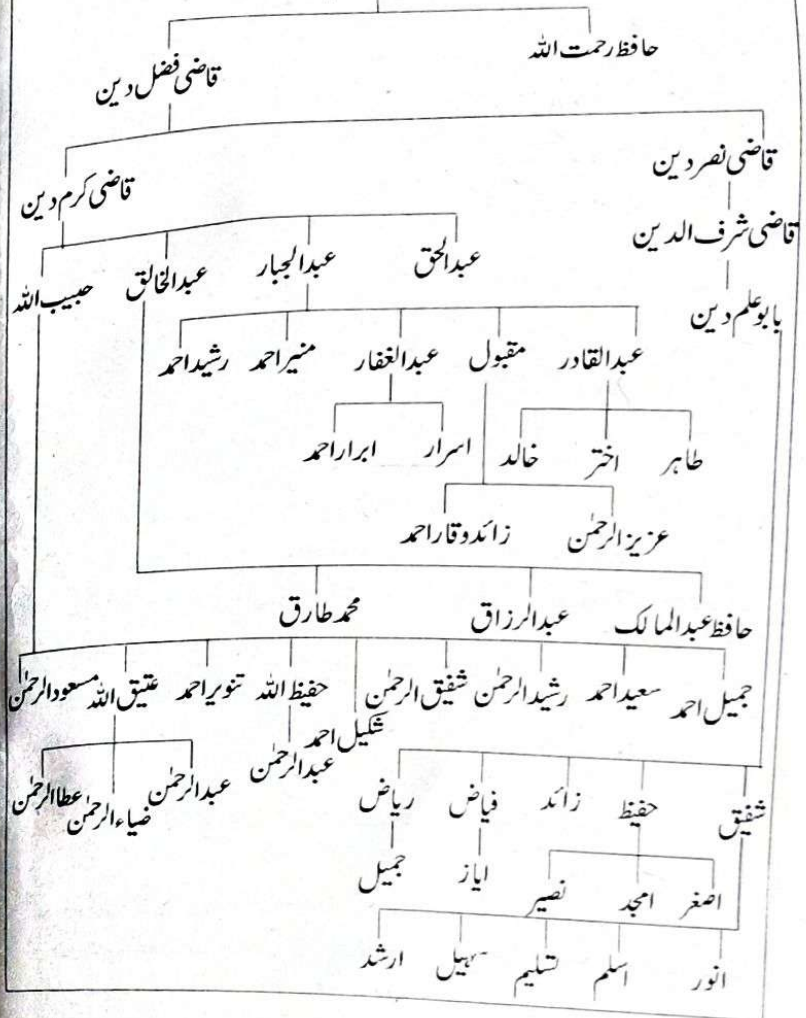 حافظ رحمت اللہ
قاضی فضل دین
قاضی نصر دین
قاضی کرم دین
قاضی شرف الدین
عبدالحق
عبدالجبار
عبدالخالق
حبیب اللہ
بابو علم دین
عبدالقادر
مقبول
عبدالغفار
منیر احمد
رشید احمد
طاہر
اختر
خالد
اسرار
ابرار احمد
عزیز الرحمٰن
زائد وقار احمد
حافظ عبدالمالک
عبدالرزاق
محمد طارق
جمیل احمد
سعید احمد
رشید الرحمٰن
شفیق الرحمٰن
شکیل احمد
حفیظ اللہ
تنویر احمد
عتیق اللہ
مسعود الرحمٰن
عبدالرحمٰن
عبدالرحمٰن
ضیاء الرحمٰن
عطا الرحمٰن
شفیق
حفیظ
زائد
فیاض
ریاض
اصغر
امجد
نصیر
ایاز
جمیل
انور
اسلم
تسلیم
سہیل
ارشد